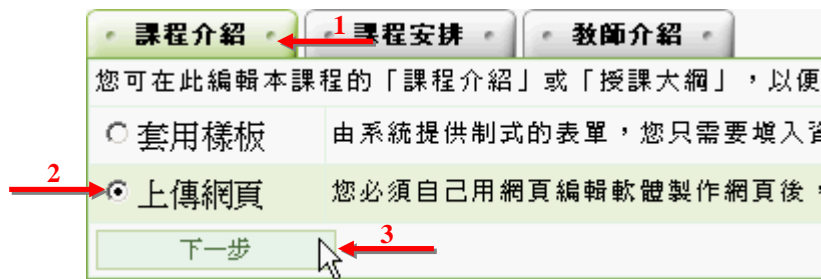 課程介紹 1 課程安排 教師介紹
您可在此編輯本課程的「課程介紹」或「授課大綱」，以便
套用樣板 由系統提供制式的表單，您只需要填入
2 上傳網頁 您必須自己用網頁編輯軟體製作網頁後，
下一步 3